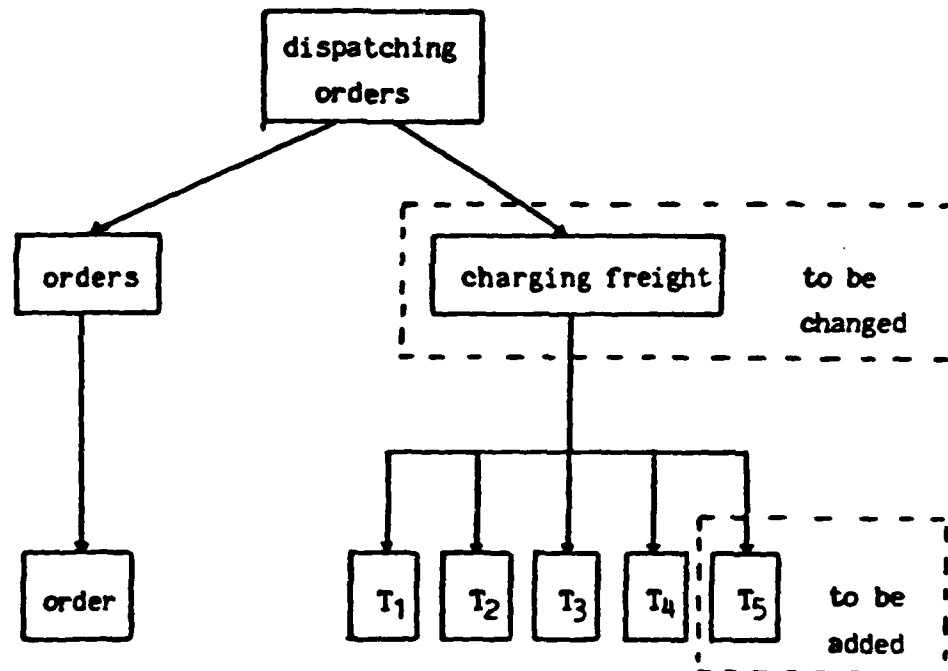 dispatching
orders
orders
charging freight
to be
changed
order
T₁
T₂
T₃
T₄
T₅
to be
added